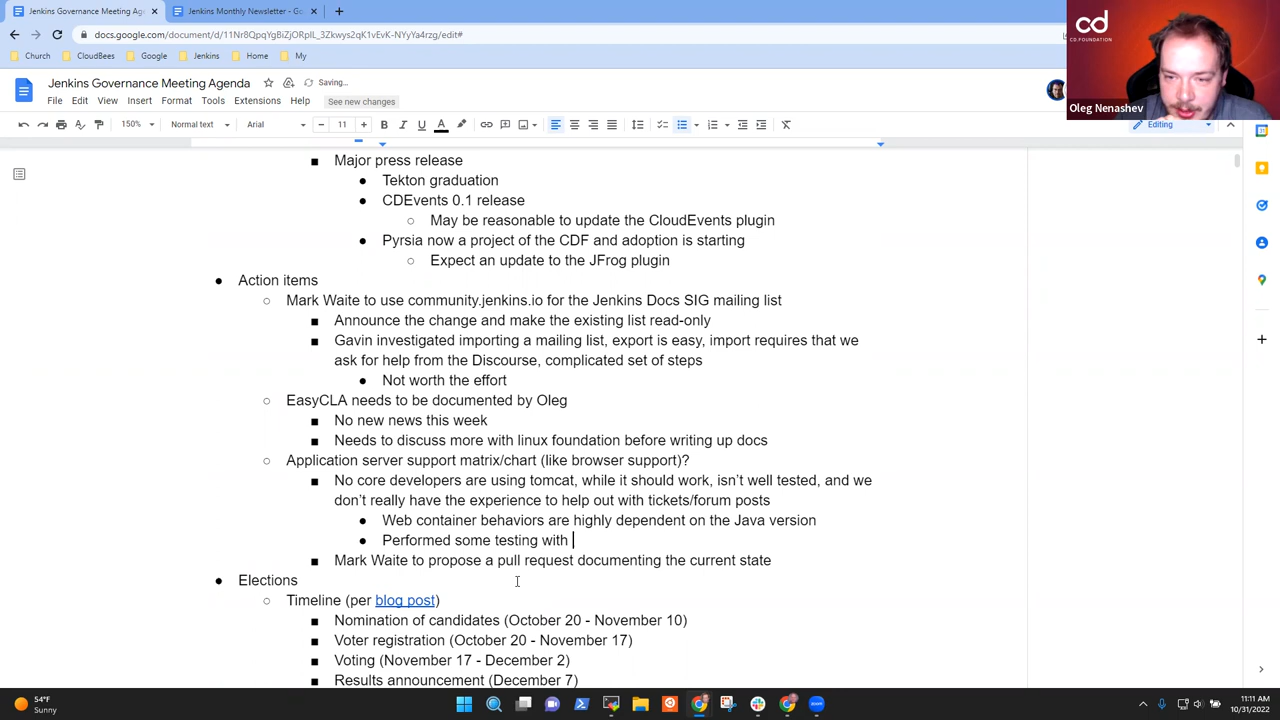 Jenkins Governance Meeting Ag
Jenkins Monthly Newsletter - Go
docs.google.com/document/d/11Nr8QpqYgBiZjORpIL_3Zkwys2qK1vEvK-NYyYa4rzg/edit#
Church
CloudBees
Google
Jenkins
Home
My
Jenkins Governance Meeting Agenda
Saving...
File Edit View Insert Format Tools Extensions Help
See new changes
150%
Normal text
Arial
11
Editing
cd
CD.FOUNDATION
Oleg Nenashev
Major press release
Tekton graduation
CDEvents 0.1 release
May be reasonable to update the CloudEvents plugin
Pyrsia now a project of the CDF and adoption is starting
Expect an update to the JFrog plugin
Action items
Mark Waite to use community.jenkins.io for the Jenkins Docs SIG mailing list
Announce the change and make the existing list read-only
Gavin investigated importing a mailing list, export is easy, import requires that we
ask for help from the Discourse, complicated set of steps
Not worth the effort
EasyCLA needs to be documented by Oleg
No new news this week
Needs to discuss more with linux foundation before writing up docs
Application server support matrix/chart (like browser support)?
No core developers are using tomcat, while it should work, isn't well tested, and we
don't really have the experience to help out with tickets/forum posts
Web container behaviors are highly dependent on the Java version
Performed some testing with
Mark Waite to propose a pull request documenting the current state
Elections
Timeline (per blog post)
Nomination of candidates (October 20 - November 10)
Voter registration (October 20 - November 17)
Voting (November 17 - December 2)
Results announcement (December 7)
54°F
Sunny
11:11 AM
10/31/2022